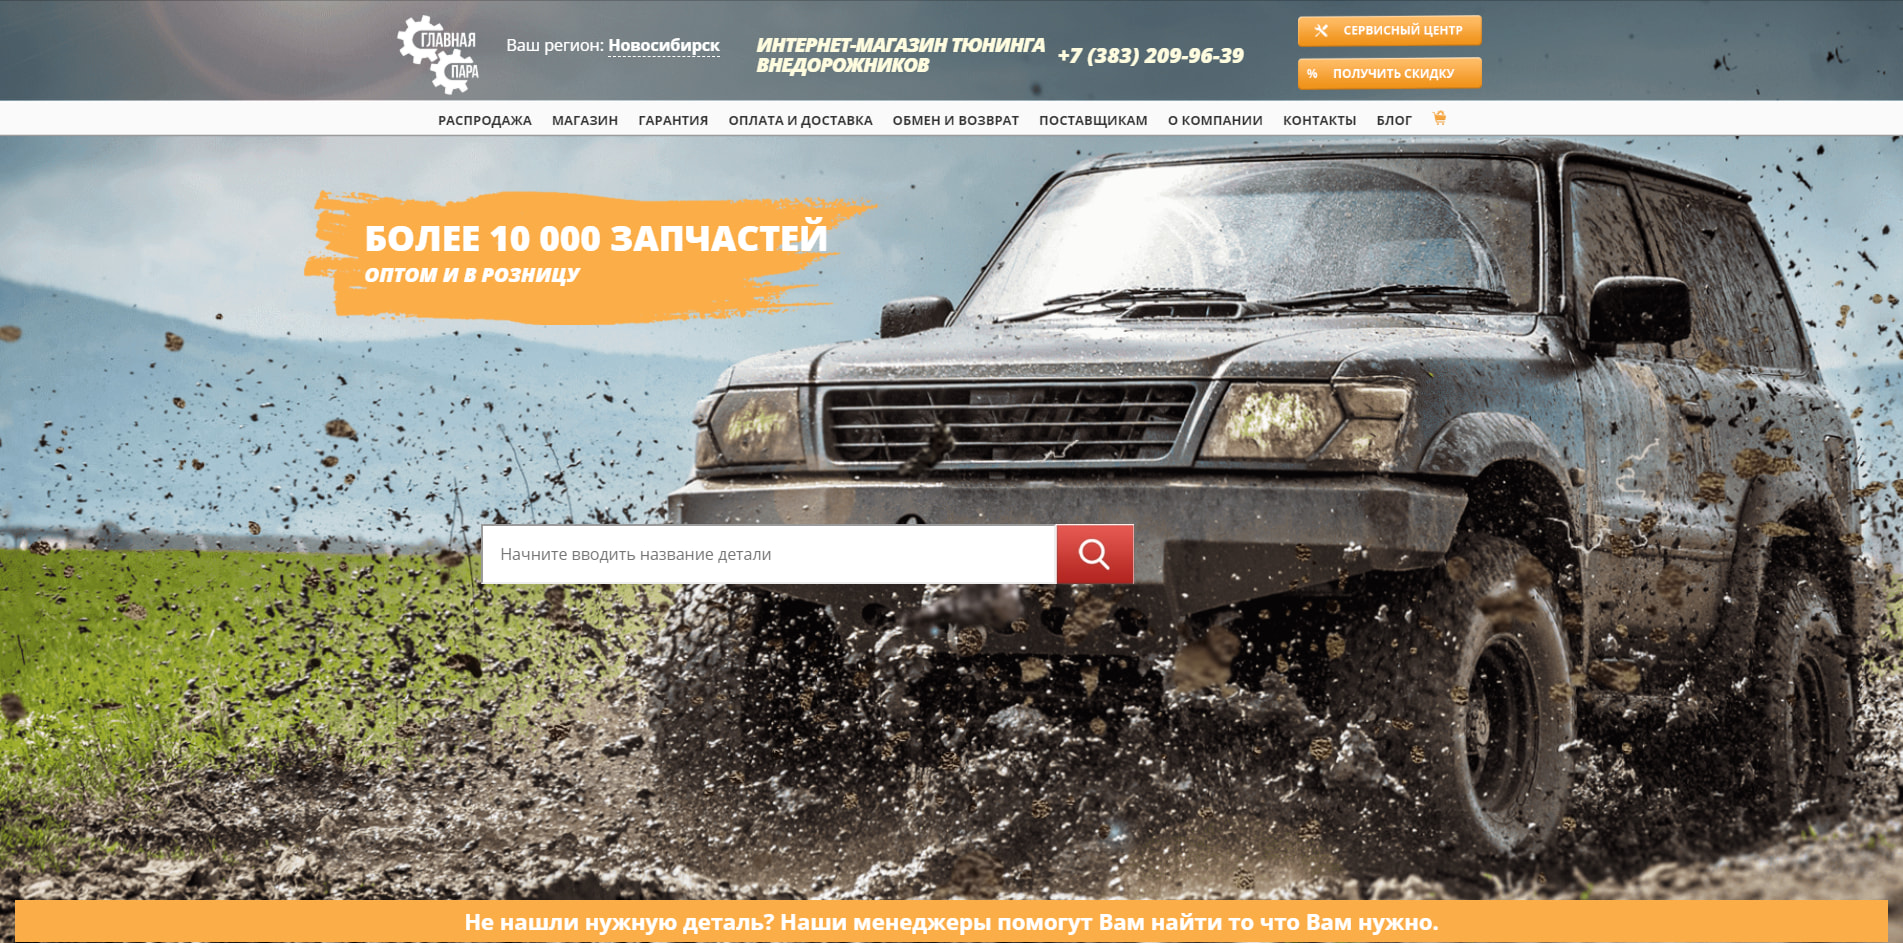 ГЛАВНАЯ
ПАРА
Ваш регион: Новосибирск
ИНТЕРНЕТ-МАГАЗИН ТЮНИНГА
ВНЕДОРОЖНИКОВ
+7 (383) 209-96-39
СЕРВИСНЫЙ ЦЕНТР
% ПОЛУЧИТЬ СКИДКУ
РАСПРОДАЖА МАГАЗИН ГАРАНТИЯ ОПЛАТА И ДОСТАВКА ОБМЕН И ВОЗВРАТ ПОСТАВЩИКАМ О КОМПАНИИ КОНТАКТЫ БЛОГ
БОЛЕЕ 10 000 ЗАПЧАСТЕЙ
ОПТОМ И В РОЗНИЦУ
Начните вводить название детали
Не нашли нужную деталь? Наши менеджеры помогут Вам найти то что Вам нужно.